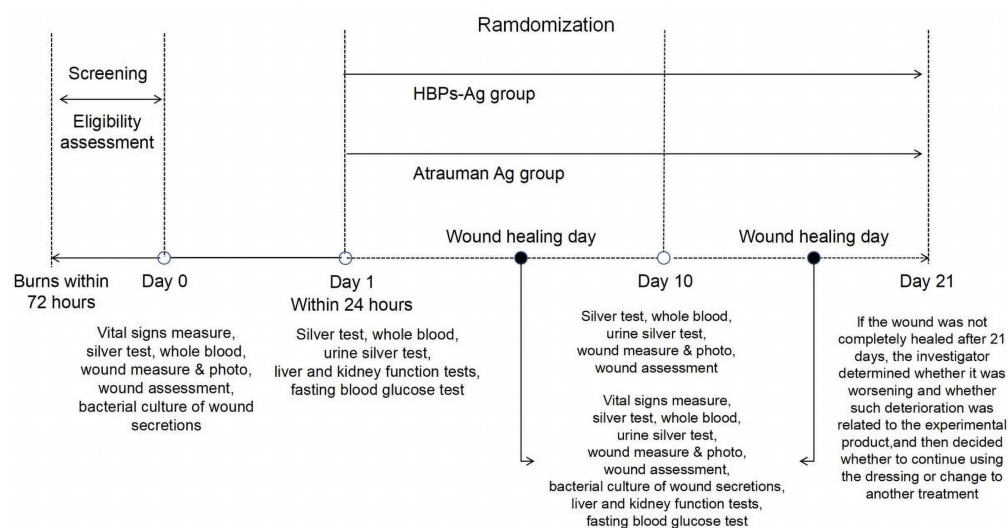 Ramdomization
Screening
Eligibility
assessment
HBPs-Ag group
Atrauman Ag group
Wound healing day
Wound healing day
Burns within
72 hours
Day 0
Day 1
Within 24 hours
Day 10
Day 21
Vital signs measure,
silver test, whole blood,
wound measure & photo,
wound assessment,
bacterial culture of wound
secretions
Silver test, whole blood,
urine silver test,
liver and kidney function tests,
fasting blood glucose test
Silver test, whole blood,
urine silver test,
wound measure & photo,
wound assessment
Vital signs measure,
silver test, whole blood,
urine silver test,
wound measure & photo,
wound assessment,
bacterial culture of wound secretions,
liver and kidney function tests,
fasting blood glucose test
If the wound was not
completely healed after 21
days, the investigator
determined whether it was
worsening and whether
such deterioration was
related to the experimental
product,and then decided
whether to continue using
the dressing or change to
another treatment